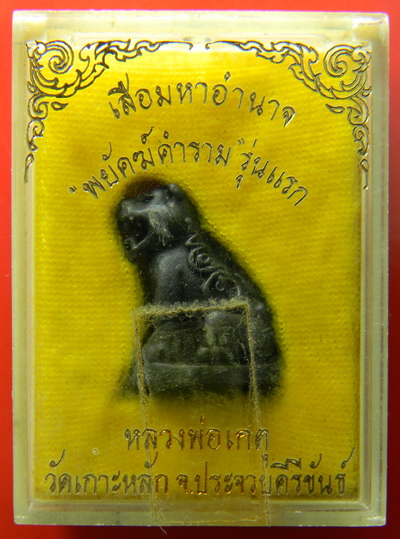 เสือมหาอำนาจ
"พยัคฆ์คำราม" รุ่นแรก
หลวงพ่อเกตุ
วัดเกาะหลัก จ.ประจวบคีรีขันธ์